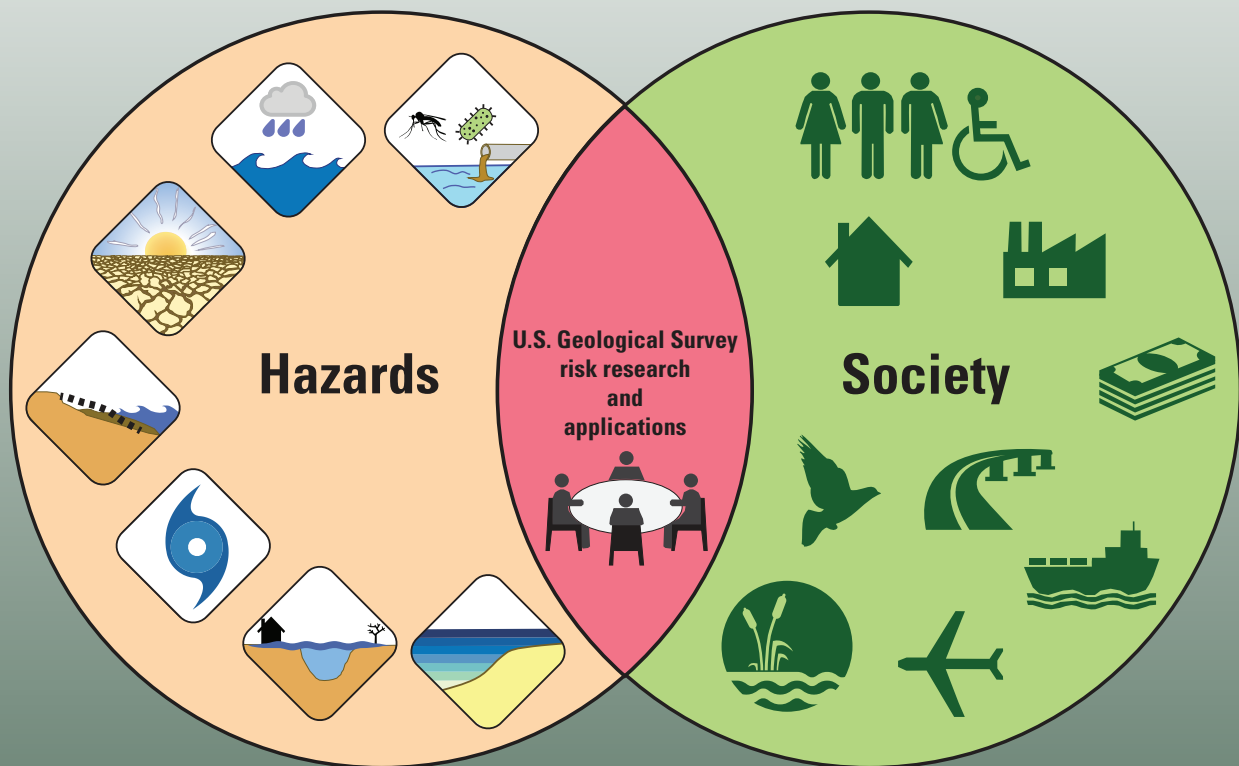 Hazards
U.S. Geological Survey
risk research
and
applications
Society